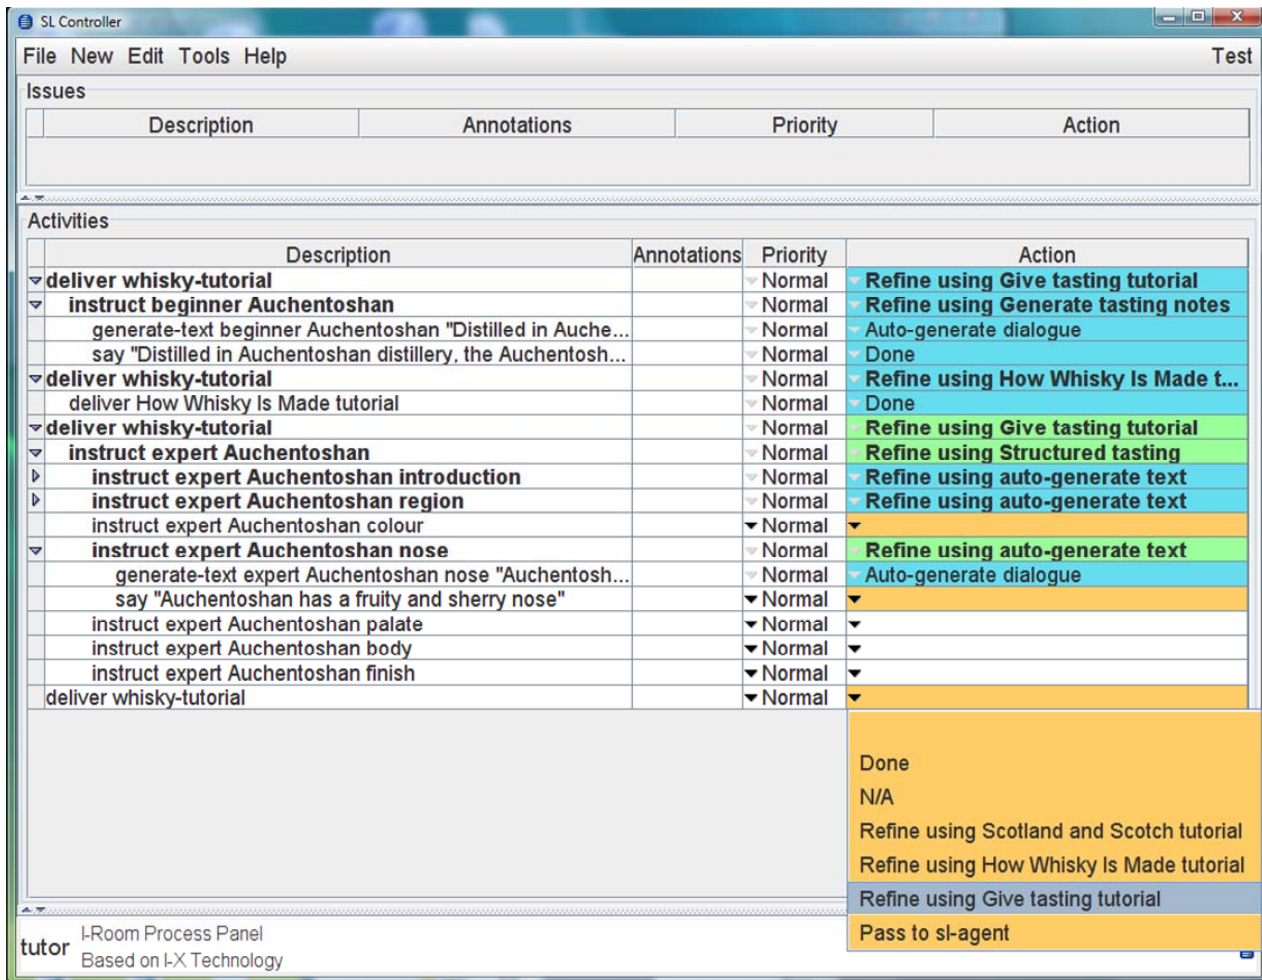 SL Controller
File New Edit Tools Help Test
Issues
Description Annotations Priority Action
Activities
Description Annotations Priority Action
deliver whisky-tutorial Normal Refine using Give tasting tutorial
instruct beginner Auchentoshan Normal Refine using Generate tasting notes
generate-text beginner Auchentoshan "Distilled in Auche... Normal Auto-generate dialogue
say "Distilled in Auchentoshan distillery, the Auchentosh... Normal Done
deliver whisky-tutorial Normal Refine using How Whisky Is Made t...
deliver How Whisky Is Made tutorial Normal Done
deliver whisky-tutorial Normal Refine using Give tasting tutorial
instruct expert Auchentoshan Normal Refine using Structured tasting
instruct expert Auchentoshan introduction Normal Refine using auto-generate text
instruct expert Auchentoshan region Normal Refine using auto-generate text
instruct expert Auchentoshan colour Normal
instruct expert Auchentoshan nose Normal Refine using auto-generate text
generate-text expert Auchentoshan nose "Auchentosh... Normal Auto-generate dialogue
say "Auchentoshan has a fruity and sherry nose" Normal
instruct expert Auchentoshan palate Normal
instruct expert Auchentoshan body Normal
instruct expert Auchentoshan finish Normal
deliver whisky-tutorial Normal
Done
N/A
Refine using Scotland and Scotch tutorial
Refine using How Whisky Is Made tutorial
Refine using Give tasting tutorial
Pass to sl-agent
tutor
I-Room Process Panel
Based on I-X Technology